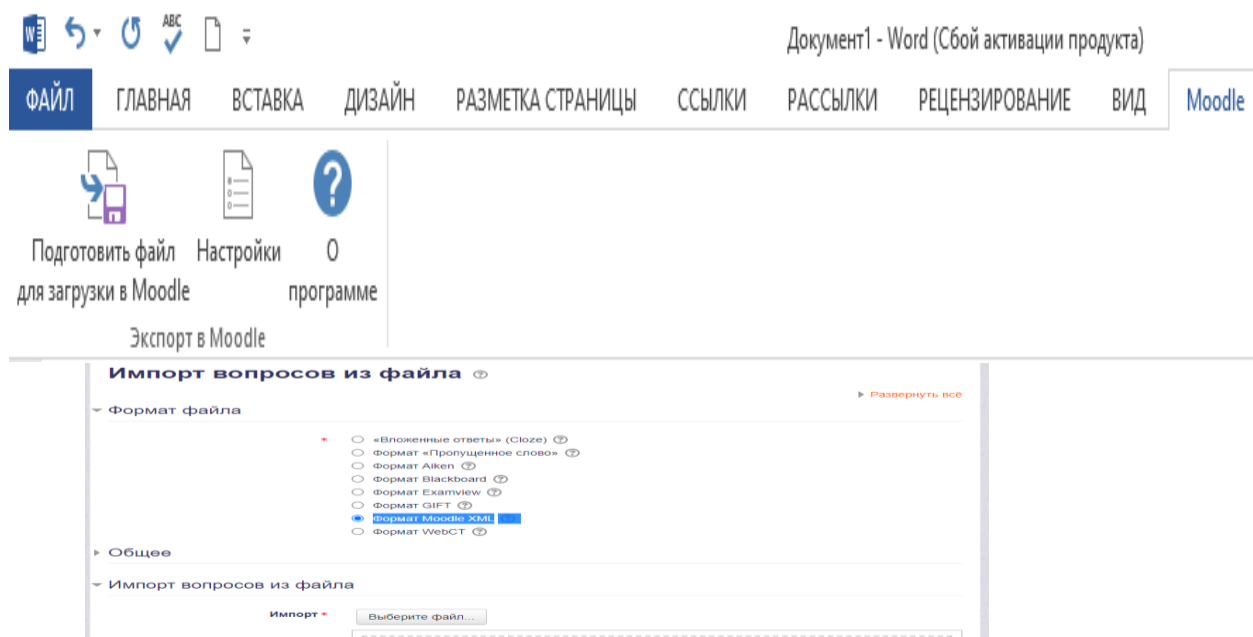 ABC
Документ1 - Word (Сбой активации продукта)
ФАЙЛ ГЛАВНАЯ ВСТАВКА ДИЗАЙН РАЗМЕТКА СТРАНИЦЫ ССЫЛКИ РАССЫЛКИ РЕЦЕНЗИРОВАНИЕ ВИД Moodle
Подготовить файл Настройки О
для загрузки в Moodle программе
Экспорт в Moodle
Импорт вопросов из файла
Развернуть всё
Формат файла
* «Вложенные ответы» (Cloze)
Формат «Пропущенное слово»
Формат Aiken
Формат Blackboard
Формат Examview
Формат GIFT
Формат Moodle XML
Формат WebCT
Общее
Импорт вопросов из файла
Импорт * Выберите файл...